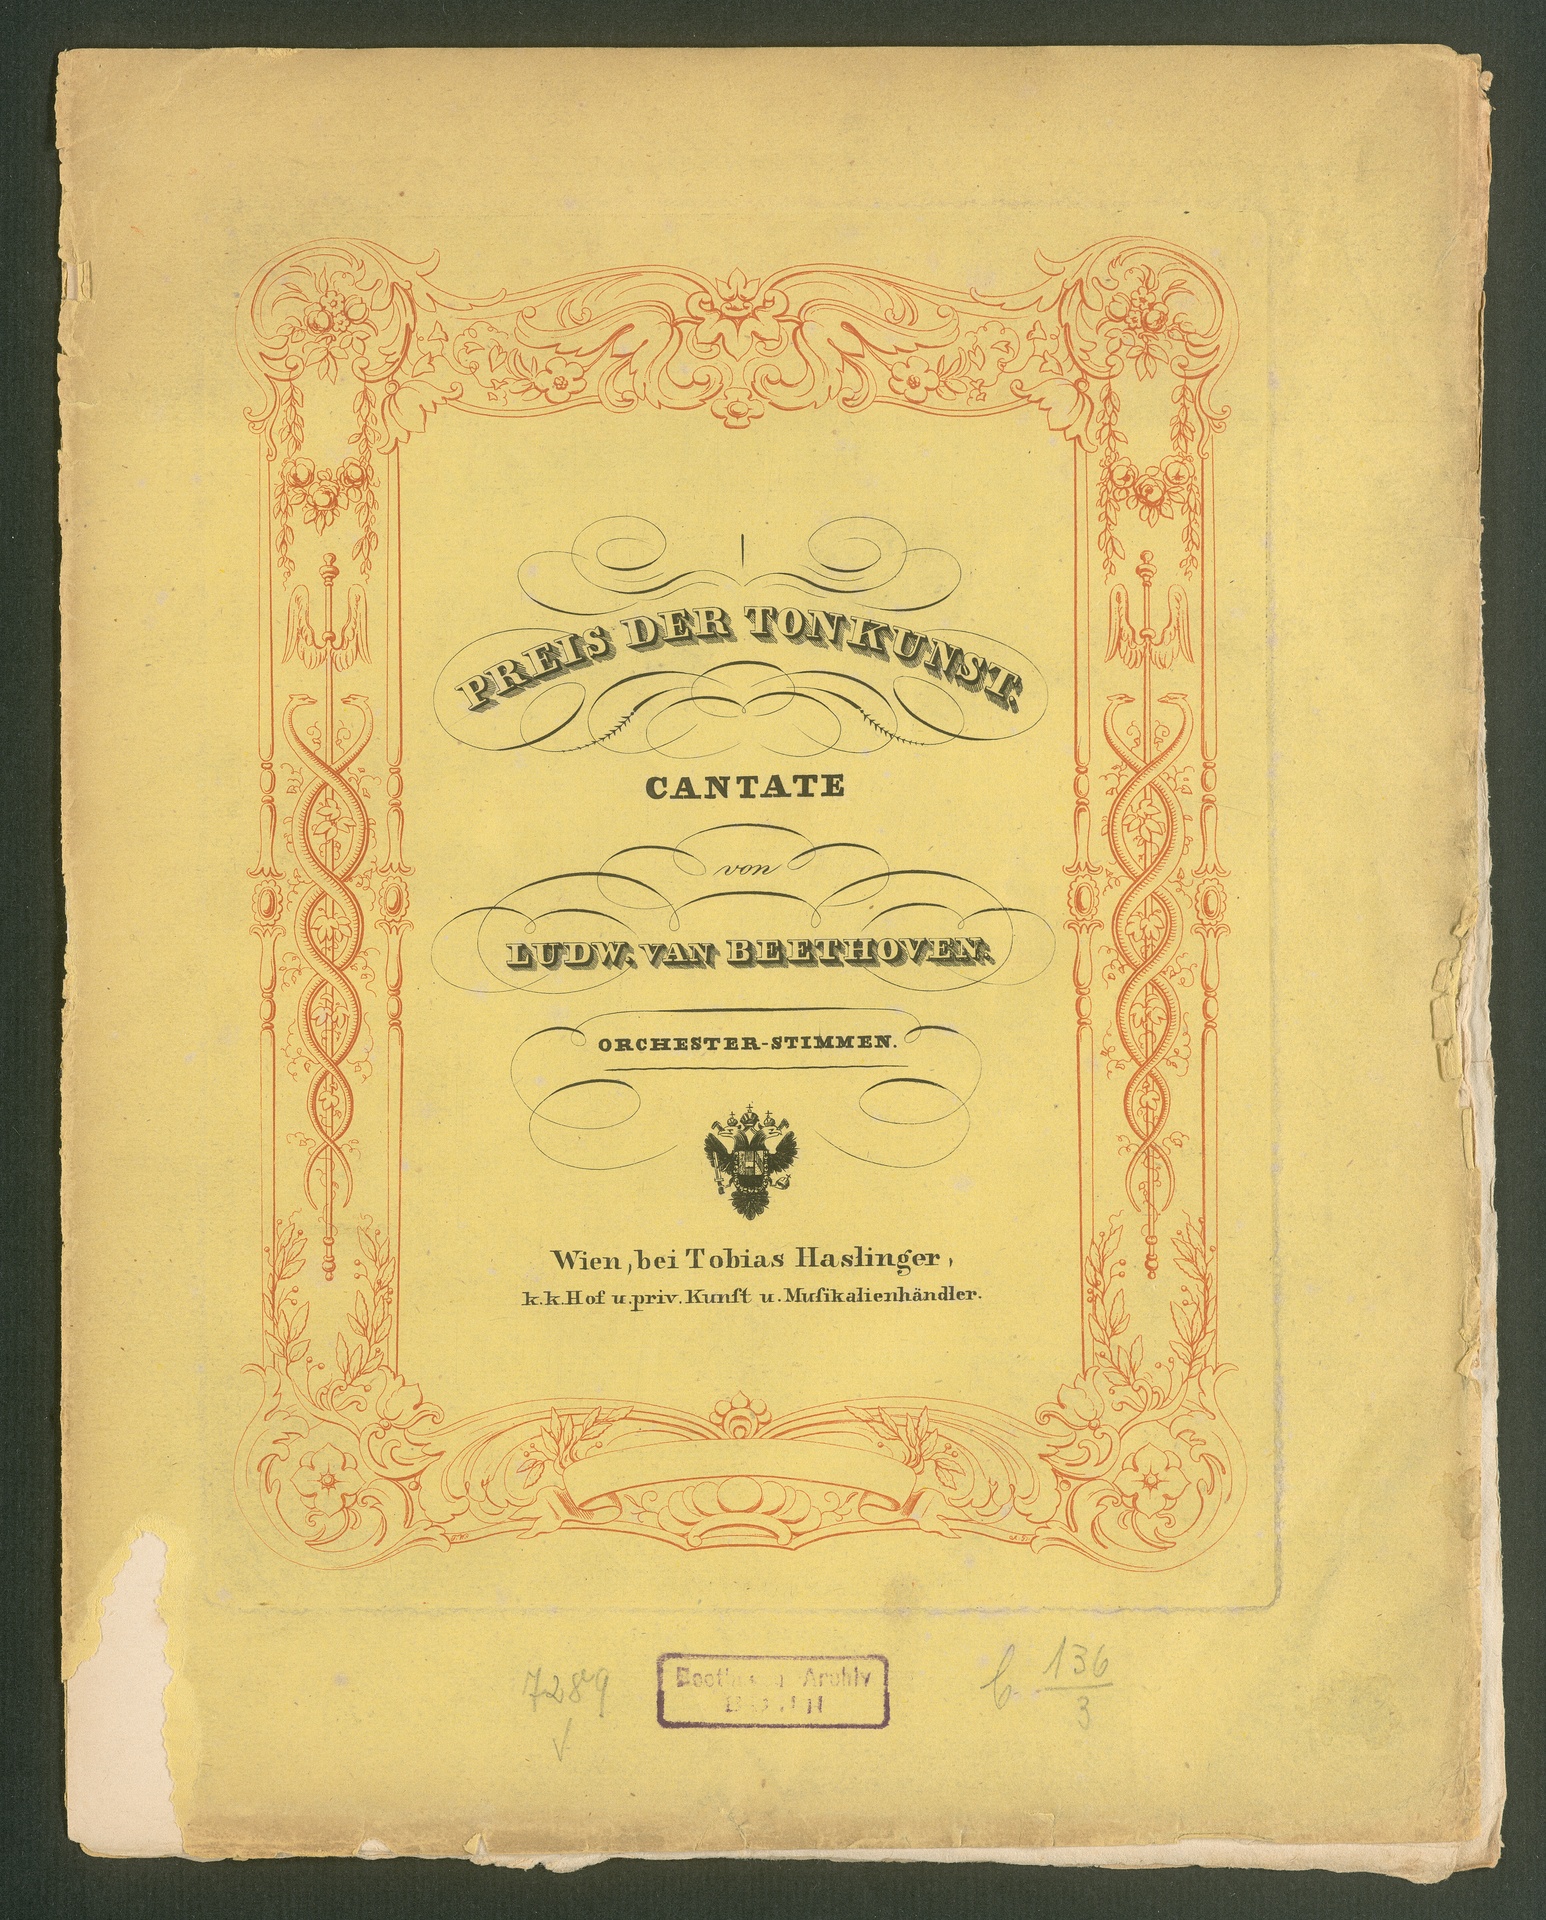 PREIS DER TONKUNST.
CANTATE
von
LUDW. VAN BEETHOVEN.
ORCHESTER-STIMMEN.
Wien, bei Tobias Haslinger,
k.k. Hof u. priv. Kunſt u. Muſikalienhändler.
7289
Archiv
C 136
3